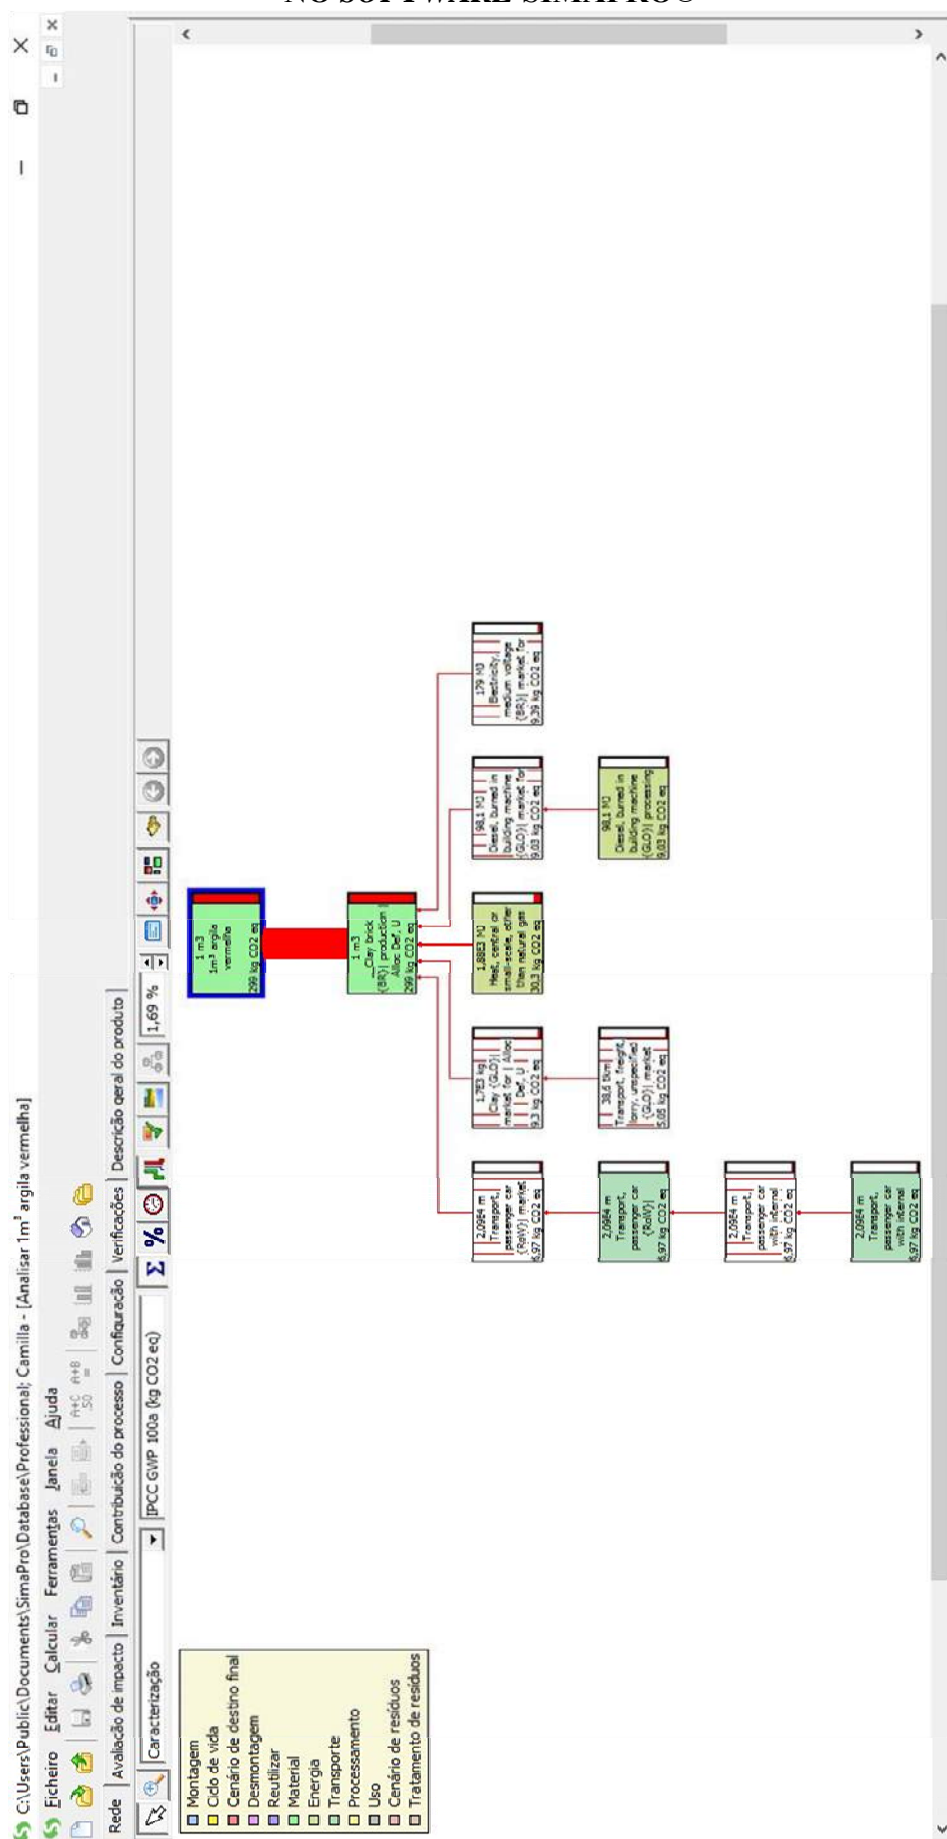 NO SOFTWARE SIMAPRO©
C:\Users\Public\Documents\SimaPro\Database\Professional; Camilla - [Analisar 1m³ argila vermelha]
Ficheiro Editar Calcular Ferramentas Janela Ajuda
A+C .50 A+B =
Rede Avaliação de impacto Inventário Contribuição do processo Configuração Verificações Descrição geral do produto
Caracterização IPCC GWP 100a (kg CO2 eq) Σ % 1,69 %
Montagem
Ciclo de vida
Cenário de destino final
Desmontagem
Reutilizar
Material
Energia
Transporte
Processamento
Uso
Cenário de resíduos
Tratamento de resíduos
1 m3
1m³ argila
vermelha
299 kg CO2 eq
1 m3
_Clay brick
{BR}| production |
Alloc Def, U
299 kg CO2 eq
2,09E4 m
Transport,
passenger car
{RoW}| market
6,97 kg CO2 eq
1,7E3 kg
Clay {GLO}|
market for | Alloc
Def, U
9,3 kg CO2 eq
1,88E3 MJ
Heat, central or
small-scale, other
than natural gas
30,3 kg CO2 eq
98,1 MJ
Diesel, burned in
building machine
{GLO}| market for
9,03 kg CO2 eq
179 MJ
Electricity,
medium voltage
{BR}| market for
9,39 kg CO2 eq
2,09E4 m
Transport,
passenger car
{RoW}|
6,97 kg CO2 eq
38,6 tkm
Transport, freight,
lorry, unspecified
{GLO}| market
5,05 kg CO2 eq
98,1 MJ
Diesel, burned in
building machine
{GLO}| processing
9,03 kg CO2 eq
2,09E4 m
Transport,
passenger car
with internal
6,97 kg CO2 eq
2,09E4 m
Transport,
passenger car
with internal
6,97 kg CO2 eq